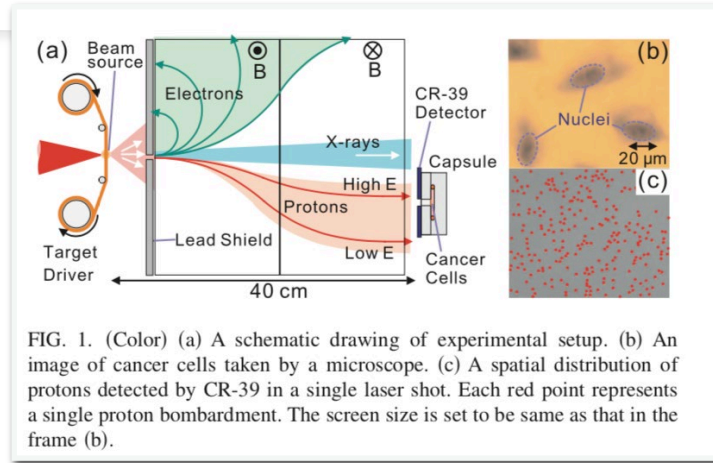 (a)
Beam
source
B
B
Electrons
CR-39
Detector
X-rays
Capsule
High E
Protons
Lead Shield
Low E
Target
Driver
Cancer
Cells
40 cm
(b)
Nuclei
20 μm
(c)
FIG. 1. (Color) (a) A schematic drawing of experimental setup. (b) An
image of cancer cells taken by a microscope. (c) A spatial distribution of
protons detected by CR-39 in a single laser shot. Each red point represents
a single proton bombardment. The screen size is set to be same as that in the
frame (b).